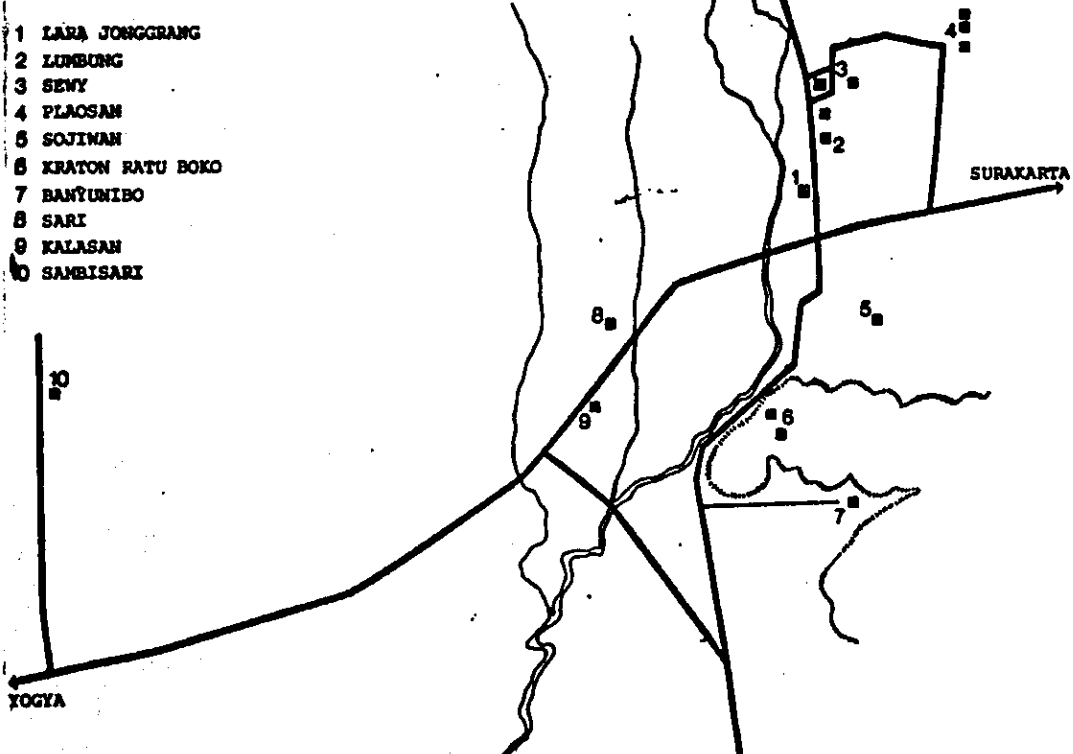 1 LARA JONGGRANG
2 LUMBUNG
3 SEWY
4 PLAOSAN
5 SOJIWAN
6 KRATON RATU BOKO
7 BANYUNIBO
8 SARI
9 KALASAN
10 SAMBISARI
4
3
2
SURAKARTA
1
8
5
10
9
6
7
YOGYA